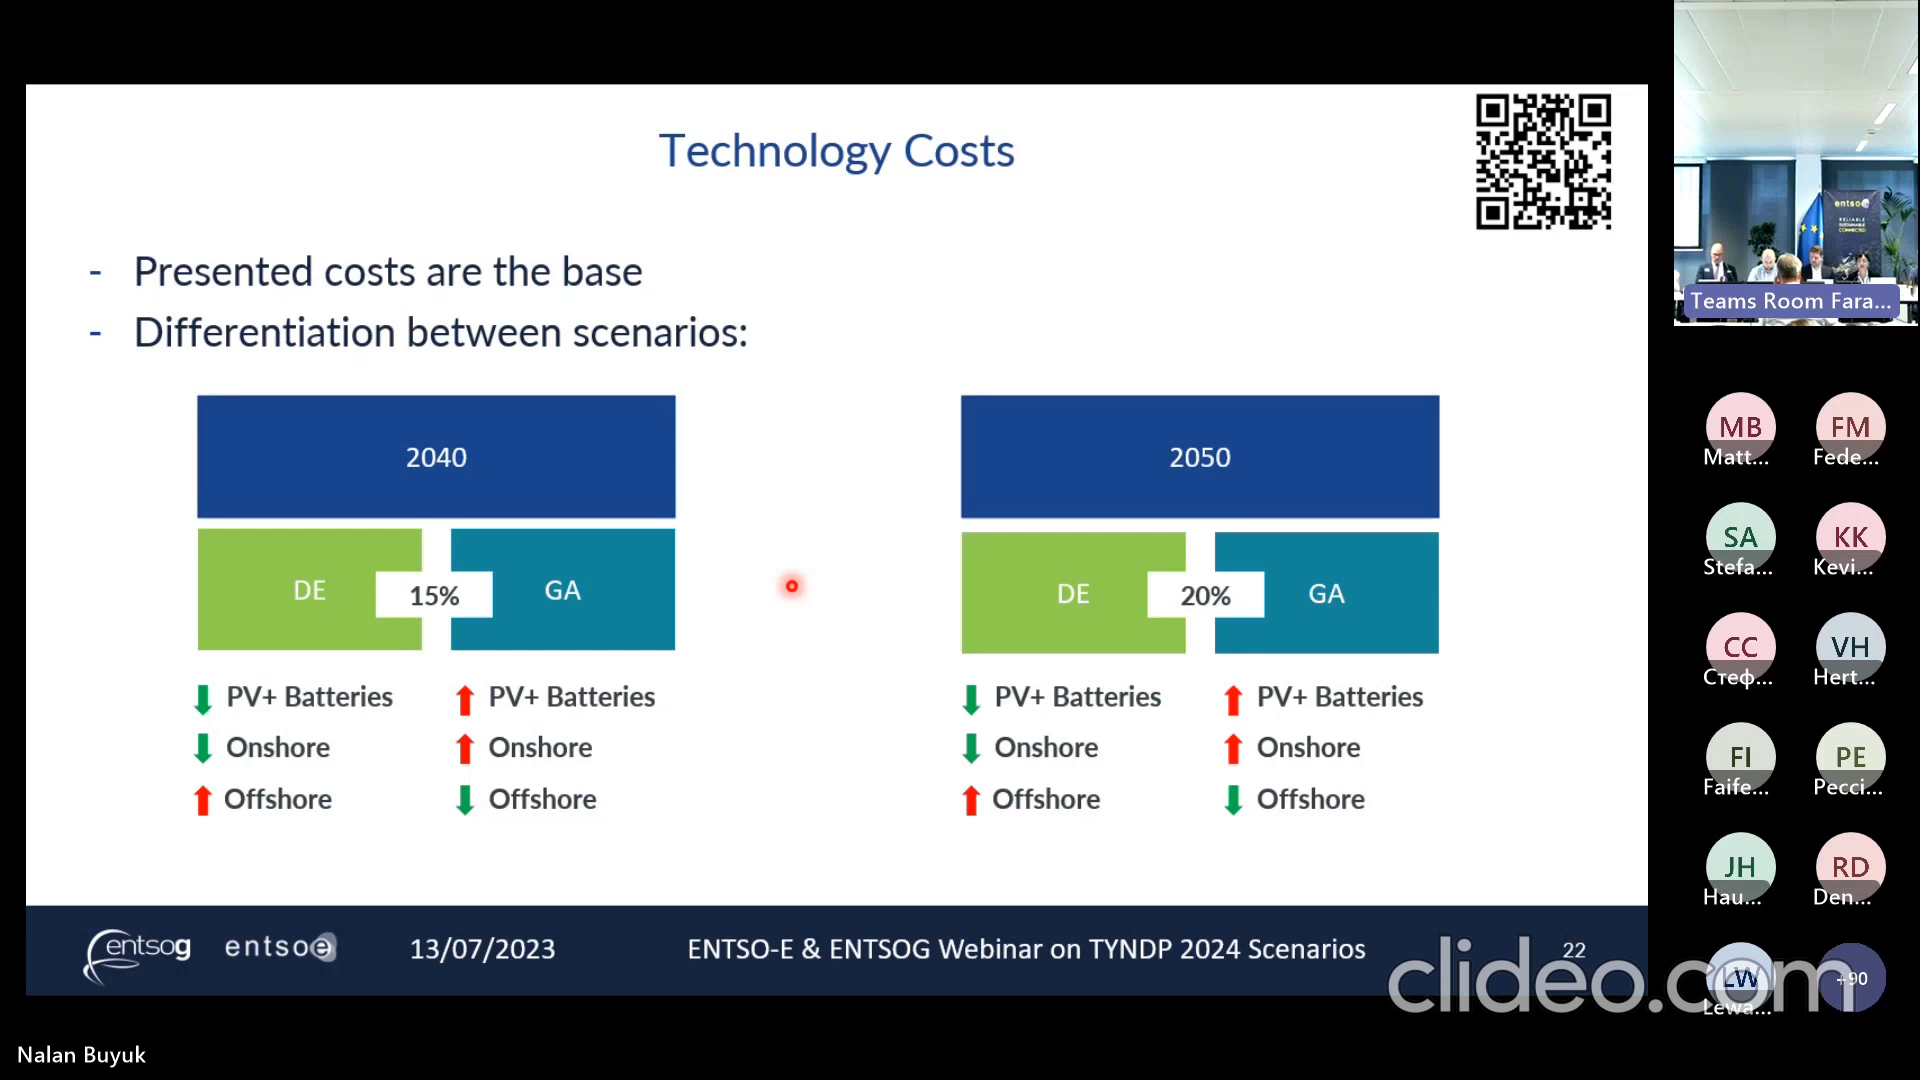 Technology Costs
- Presented costs are the base
- Differentiation between scenarios:
2040
2050
DE
15%
GA
DE
20%
GA
PV+ Batteries
PV+ Batteries
PV+ Batteries
PV+ Batteries
Onshore
Onshore
Onshore
Onshore
Offshore
Offshore
Offshore
Offshore
entsog
entsoe
13/07/2023
ENTSO-E & ENTSOG Webinar on TYNDP 2024 Scenarios
22
clideo.com
Nalan Buyuk
entsoe
RELIABLE
SUSTAINABLE
CONNECTED
Teams Room Fara...
MB
FM
Matt...
Fede...
SA
KK
Stefa...
Kevi...
CC
VH
Стеф...
Hert...
FI
PE
Faife...
Pecci...
JH
RD
Hau...
Den...
LW
+90
Lewa...